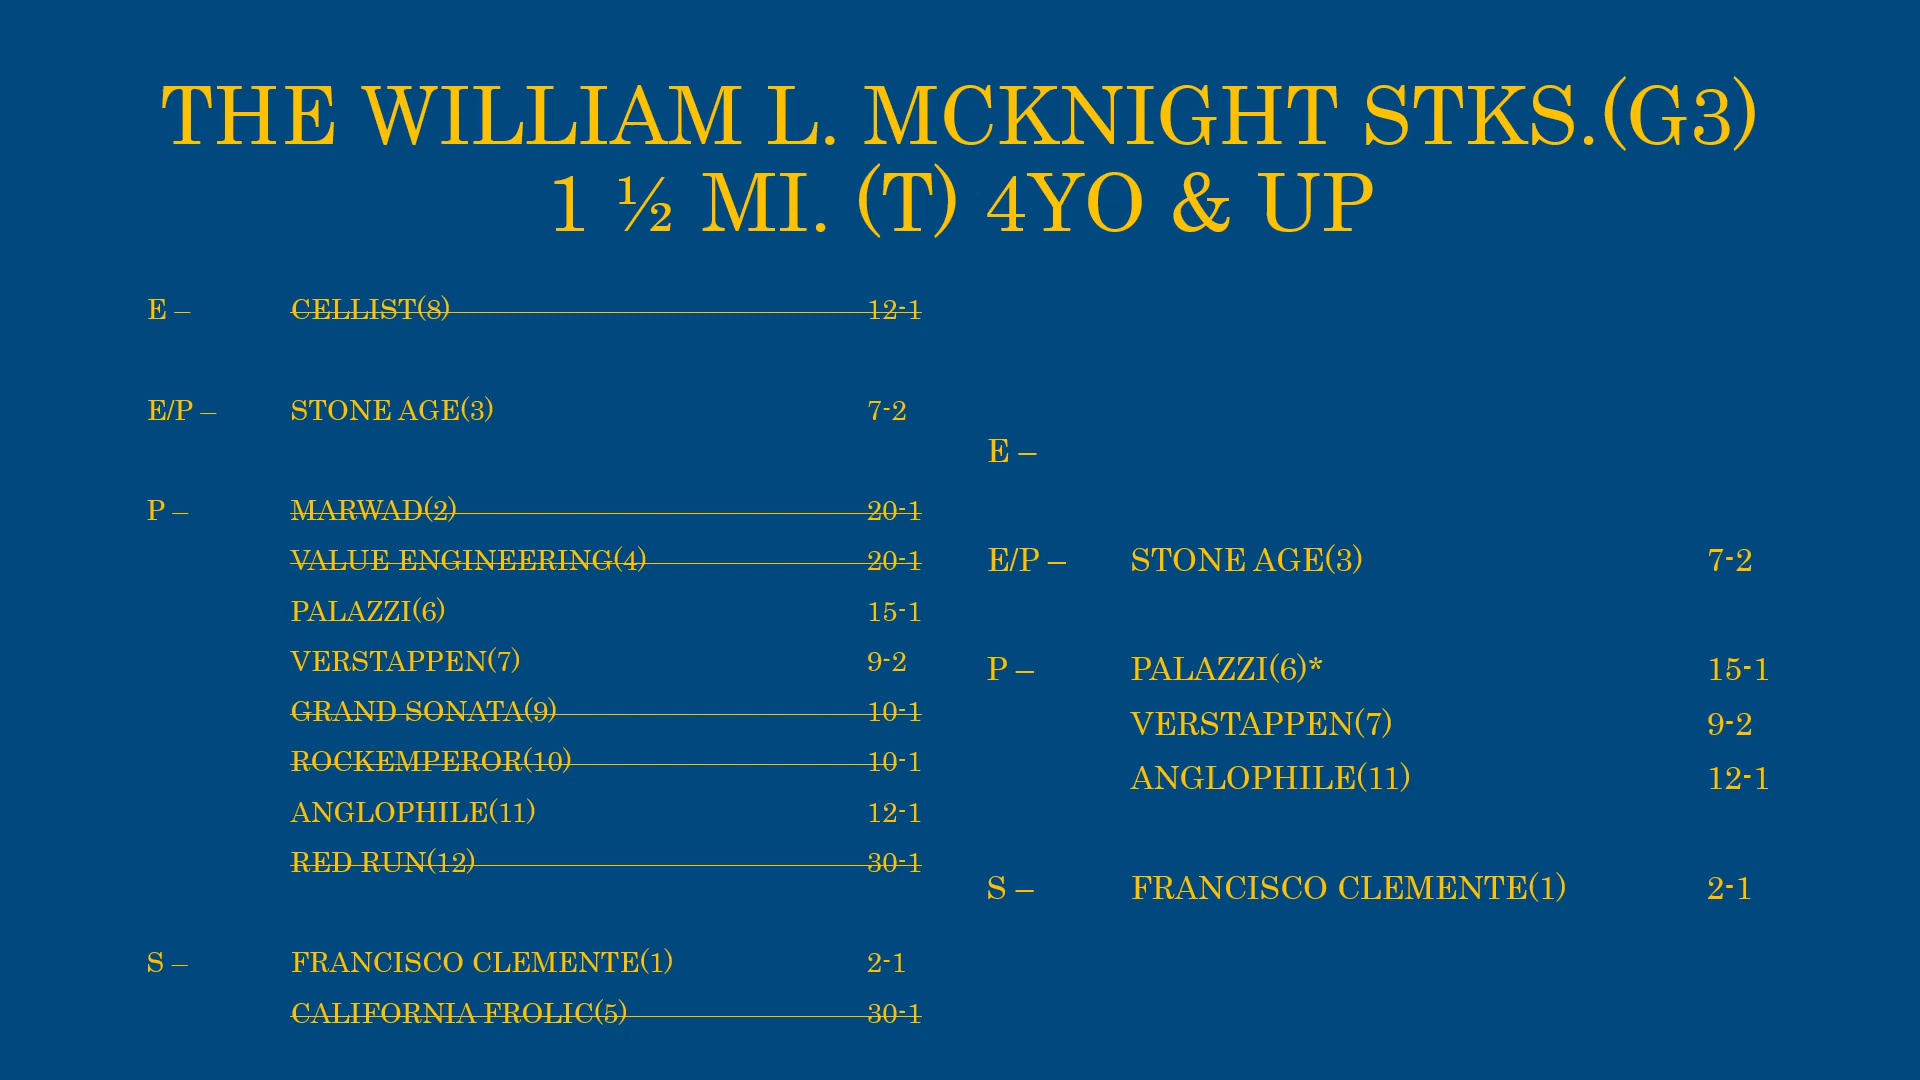 THE WILLIAM L. MCKNIGHT STKS.(G3)
1 ½ MI. (T) 4YO & UP
E – CELLIST(8) 12-1
E/P – STONE AGE(3) 7-2
P – MARWAD(2) 20-1
VALUE ENGINEERING(4) 20-1
PALAZZI(6) 15-1
VERSTAPPEN(7) 9-2
GRAND SONATA(9) 10-1
ROCKEMPEROR(10) 10-1
ANGLOPHILE(11) 12-1
RED RUN(12) 30-1
S – FRANCISCO CLEMENTE(1) 2-1
CALIFORNIA FROLIC(5) 30-1
E –
E/P – STONE AGE(3) 7-2
P – PALAZZI(6)* 15-1
VERSTAPPEN(7) 9-2
ANGLOPHILE(11) 12-1
S – FRANCISCO CLEMENTE(1) 2-1